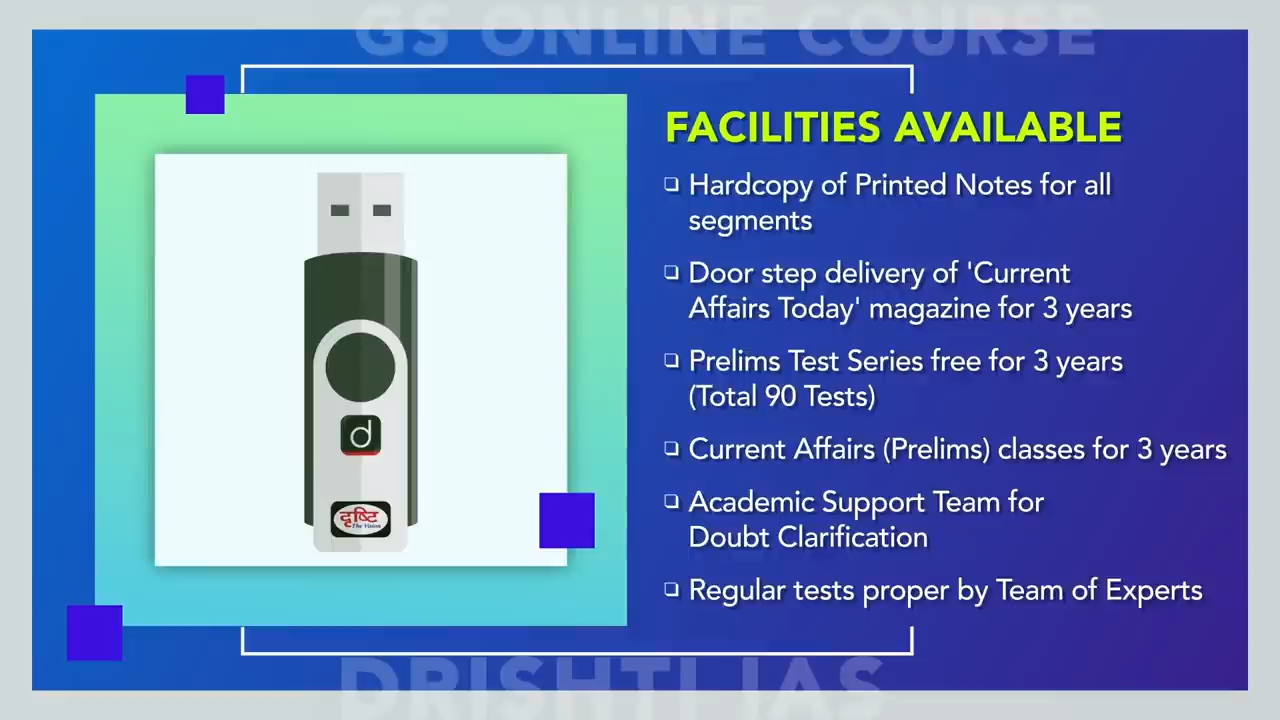 GS ONLINE COURSE
FACILITIES AVAILABLE
❑ Hardcopy of Printed Notes for all
segments
❑ Door step delivery of 'Current
Affairs Today' magazine for 3 years
❑ Prelims Test Series free for 3 years
(Total 90 Tests)
❑ Current Affairs (Prelims) classes for 3 years
❑ Academic Support Team for
Doubt Clarification
❑ Regular tests proper by Team of Experts
d
दृष्टि
The Vision
DRISHTI IAS